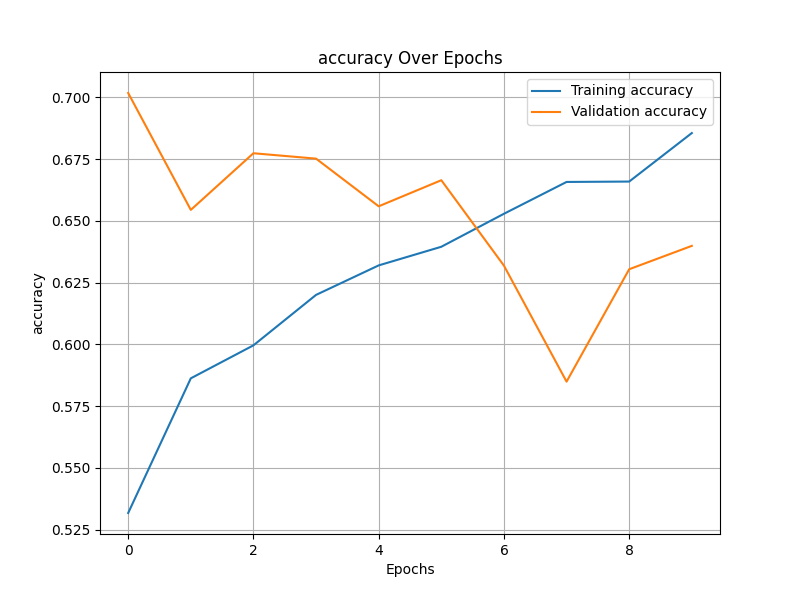 accuracy Over Epochs
Training accuracy
Validation accuracy
0.700
0.675
0.650
0.625
0.600
0.575
0.550
0.525
accuracy
0 2 4 6 8
Epochs